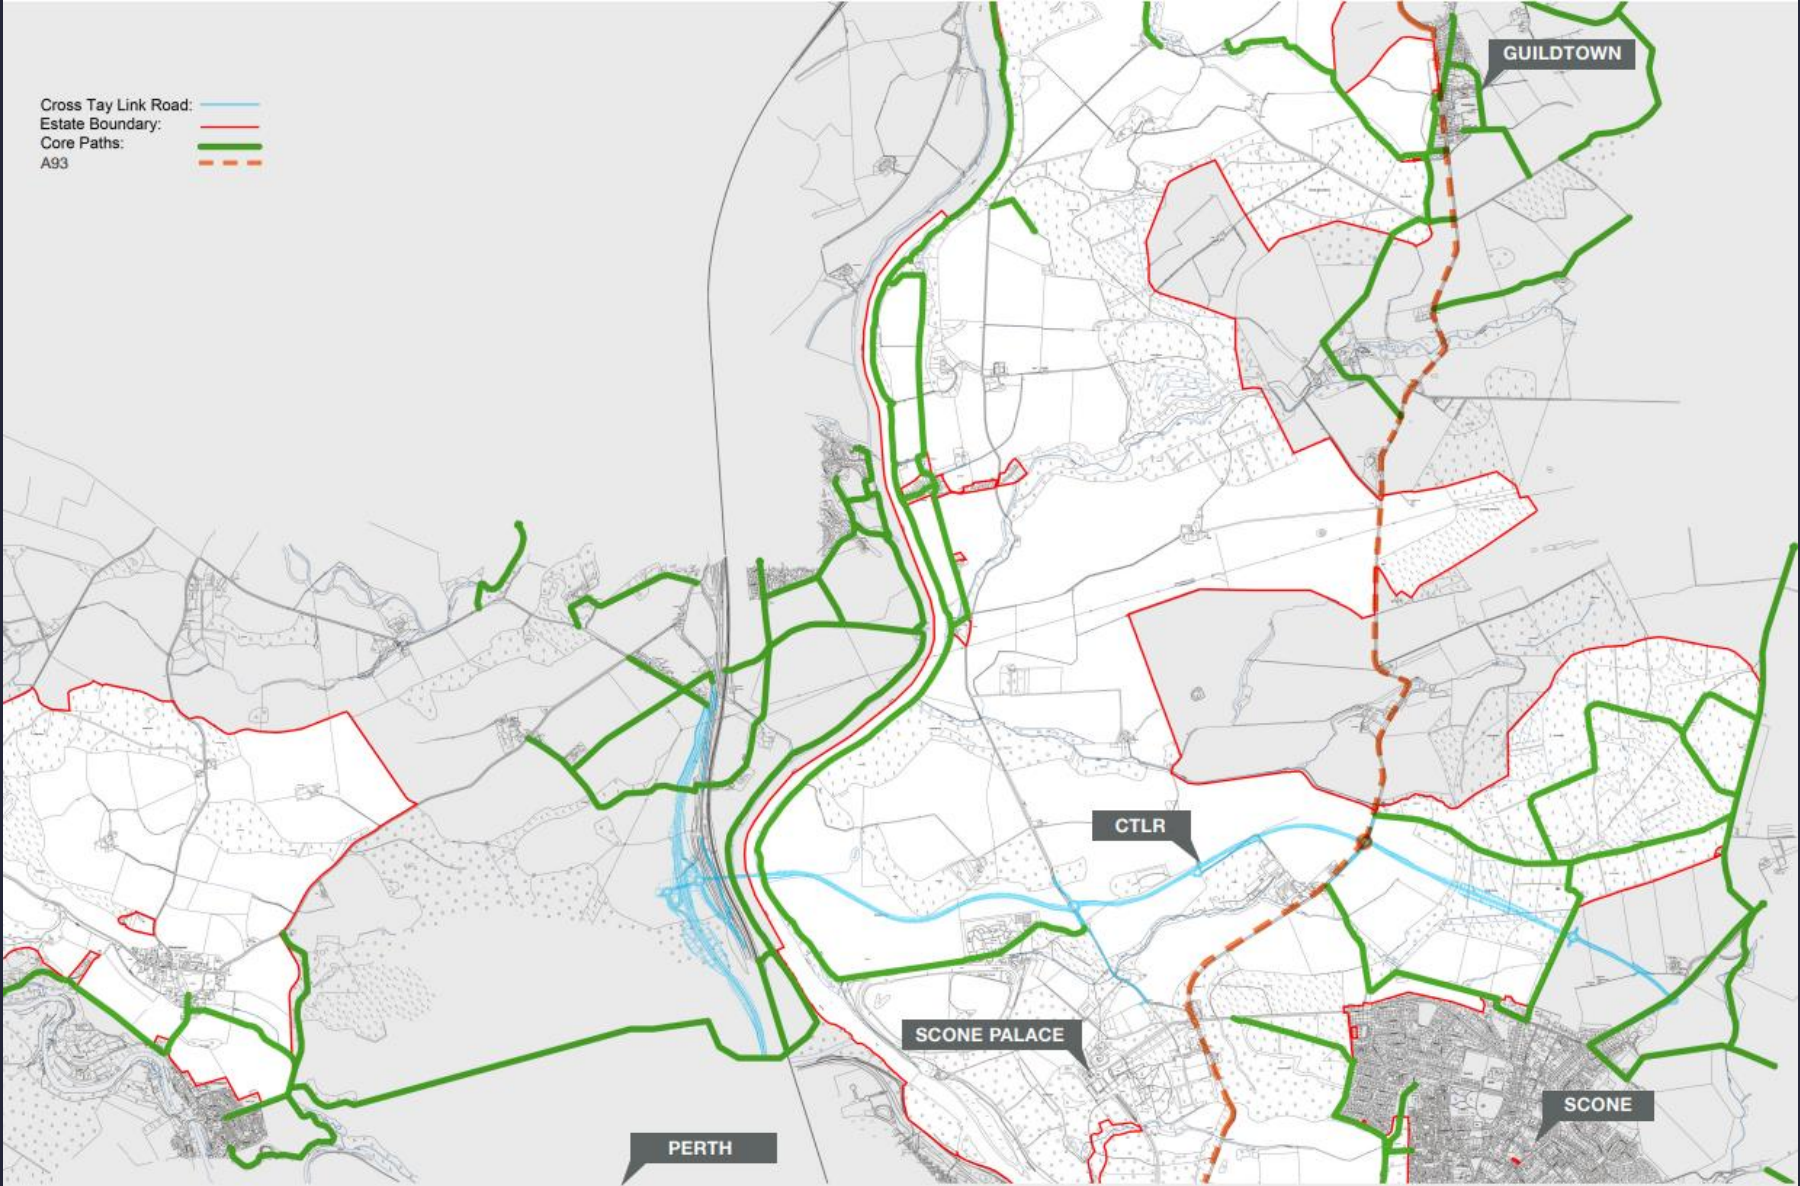 GUILDTOWN
Cross Tay Link Road:
Estate Boundary:
Core Paths:
A93
CTLR
SCONE PALACE
SCONE
PERTH